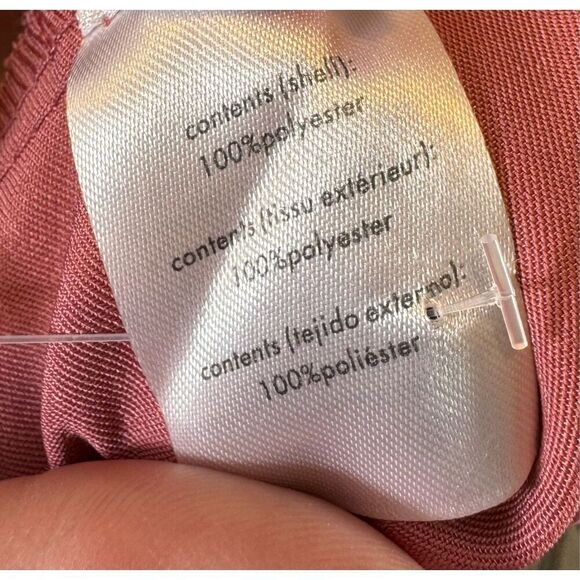 contents (shell):
100%polyester
contents (tissu extérieur):
100%polyester
contents (tejido externo):
100%poliéster